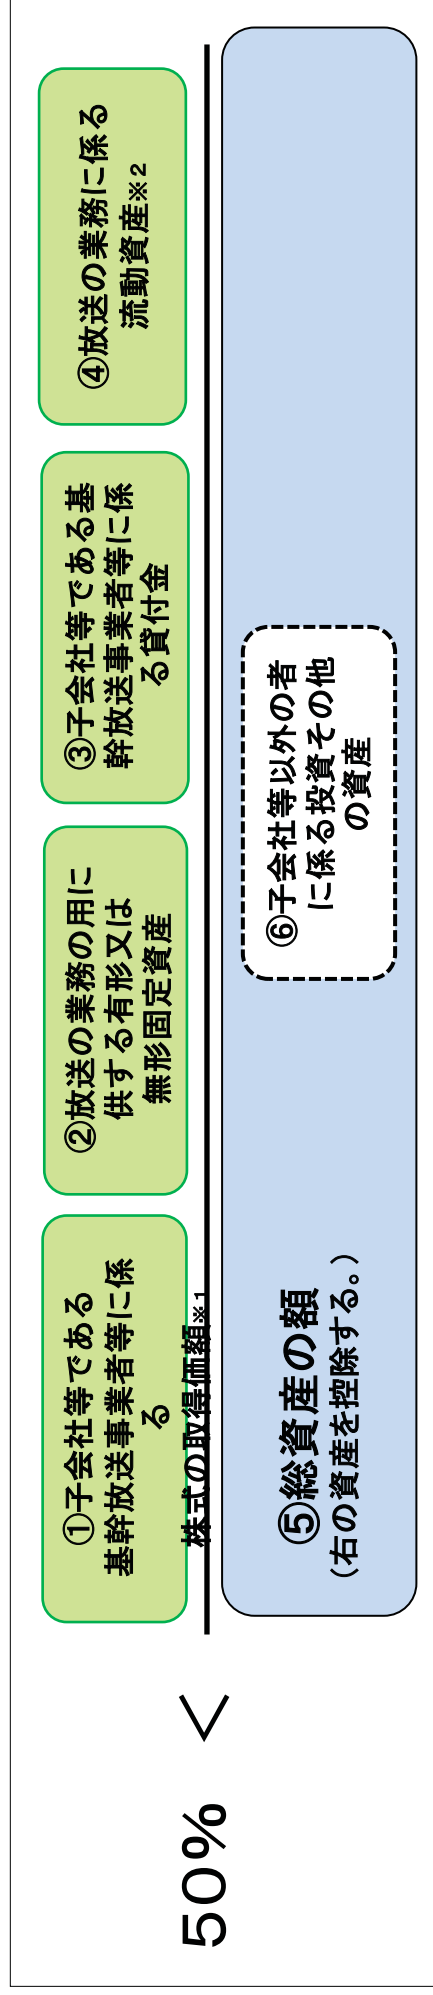 50%
＜
①子会社等である
基幹放送事業者等に係
る
株式の取得価額※1
②放送の業務の用に
供する有形又は
無形固定資産
③子会社等である基
幹放送事業者等に係
る貸付金
④放送の業務に係る
流動資産※2
⑤総資産の額
（右の資産を控除する。）
⑥子会社等以外の者
に係る投資その他
の資産